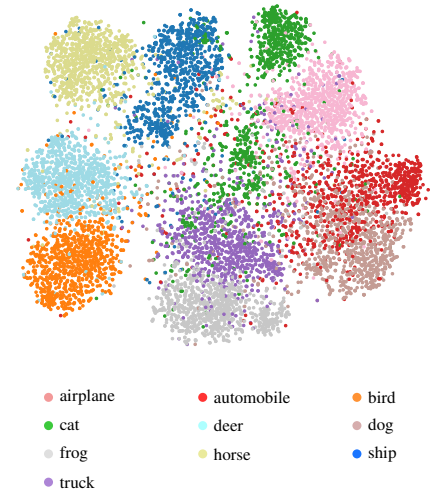 airplane automobile bird
cat deer dog
frog horse ship
truck